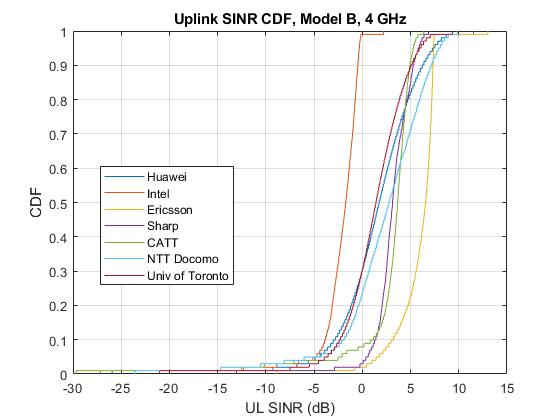 Uplink SINR CDF, Model B, 4 GHz
1
0.9
0.8
0.7
0.6
0.5
0.4
0.3
0.2
0.1
0
CDF
Huawei
Intel
Ericsson
Sharp
CATT
NTT Docomo
Univ of Toronto
-30 -25 -20 -15 -10 -5 0 5 10 15
UL SINR (dB)